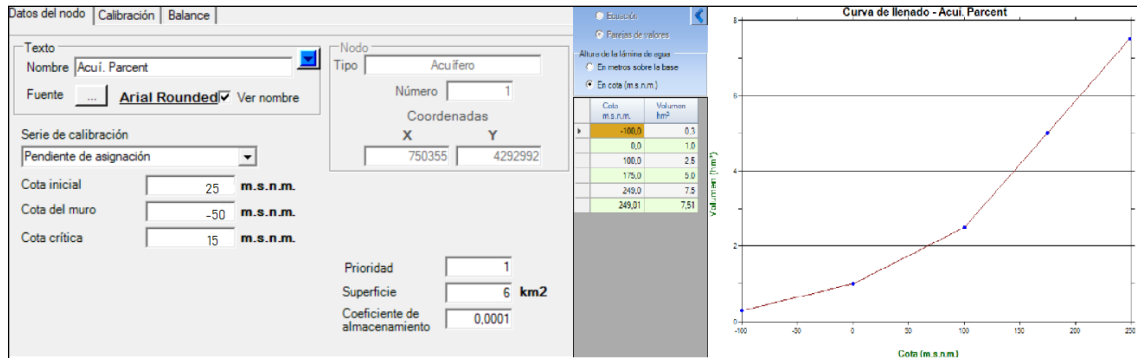 Datos del nodo Calibración Balance
Texto
Nombre Acuí. Parcent
Fuente ... Arial Rounded Ver nombre
Nodo
Tipo Acuífero
Número 1
Coordenadas
X Y
750355 4292992
Serie de calibración
Pendiente de asignación
Cota inicial 25 m.s.n.m.
Cota del muro -50 m.s.n.m.
Cota crítica 15 m.s.n.m.
Prioridad 1
Superficie 6 km2
Coeficiente de
almacenamiento 0,0001
Ecuación
Parejas de valores
Altura de la lámina de agua
En metros sobre la base
En cota (m.s.n.m.)
Cota Volumen
m.s.n.m. hm³
-100,0 0,3
0,0 1,0
100,0 2,5
175,0 5,0
249,0 7,5
249,01 7,51
Curva de llenado - Acuí. Parcent
Volumen (hm³)
8
6
4
2
0
-100 -50 0 50 100 150 200 250
Cota (m.s.n.m.)